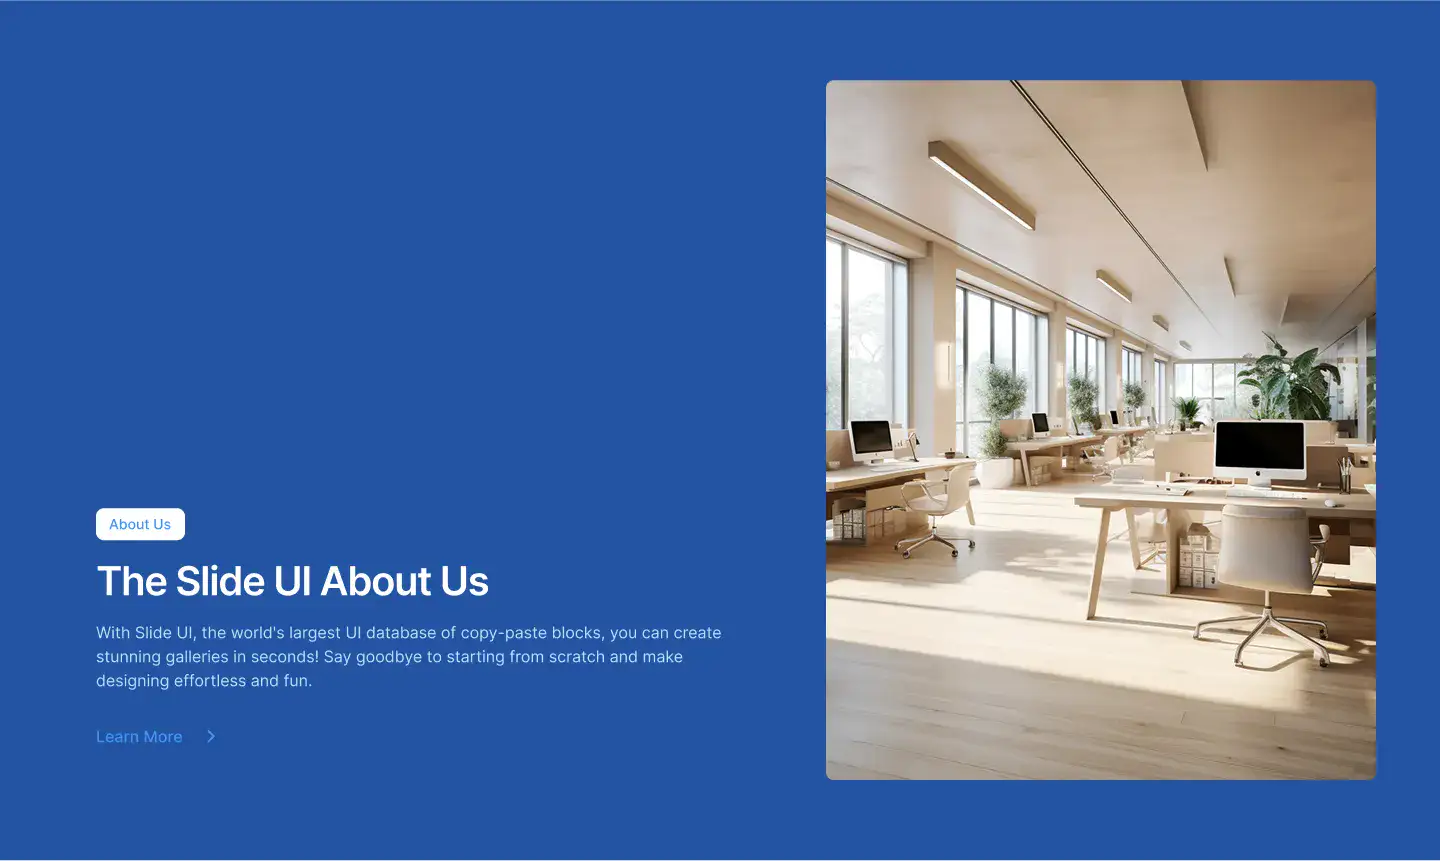 About Us
The Slide UI About Us
With Slide UI, the world's largest UI database of copy-paste blocks, you can create
stunning galleries in seconds! Say goodbye to starting from scratch and make
designing effortless and fun.
Learn More